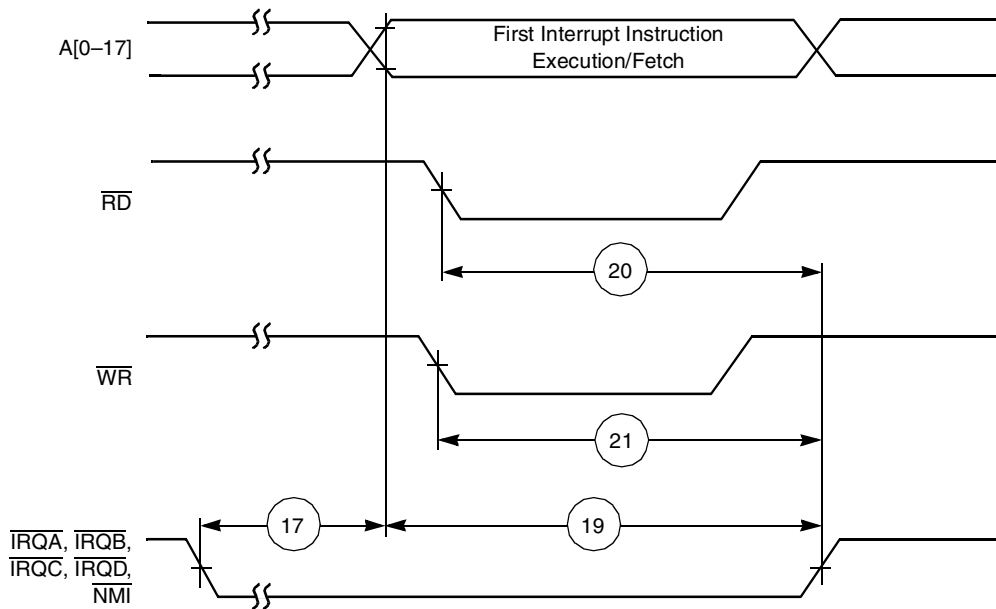 A[0–17]
First Interrupt Instruction
Execution/Fetch
RD
20
WR
21
17
19
IRQA, IRQB,
IRQC, IRQD,
NMI